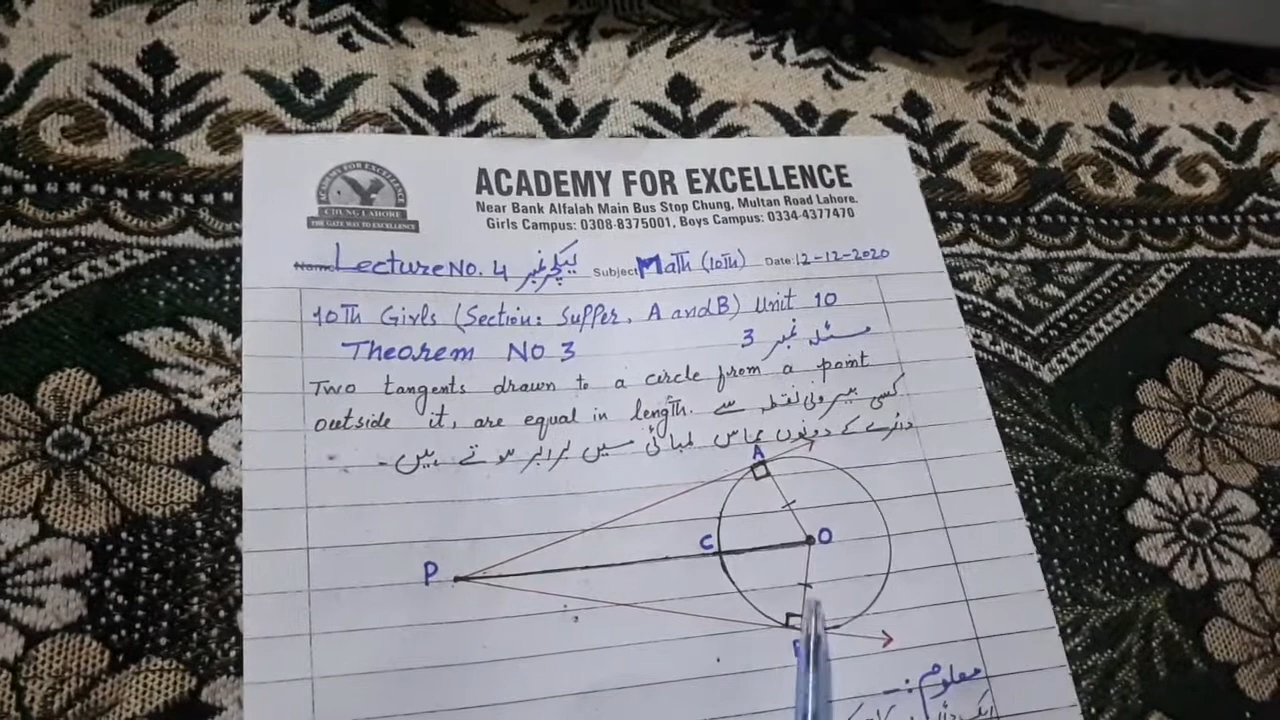 ACADEMY FOR EXCELLENCE
CHUNG LAHORE
THE GATE WAY TO EXCELLENCE
ACADEMY FOR EXCELLENCE
Near Bank Alfalah Main Bus Stop Chung, Multan Road Lahore.
Girls Campus: 0308-8375001, Boys Campus: 0334-4377470
Name Lecture No. 4 لیکچر نمبر Subject Math (10Th) Date: 12-12-2020
10Th Girls (Section: Supper, A and B) Unit 10
Theorem No 3 مسئلہ نمبر 3
Two tangents drawn to a circle from a point
outside it, are equal in length. کسی بیرونی نقطہ سے
دائرے کے دونوں مماس لمبائی میں برابر ہوتے ہیں۔
A
C
O
P
معلوم :-
ایک